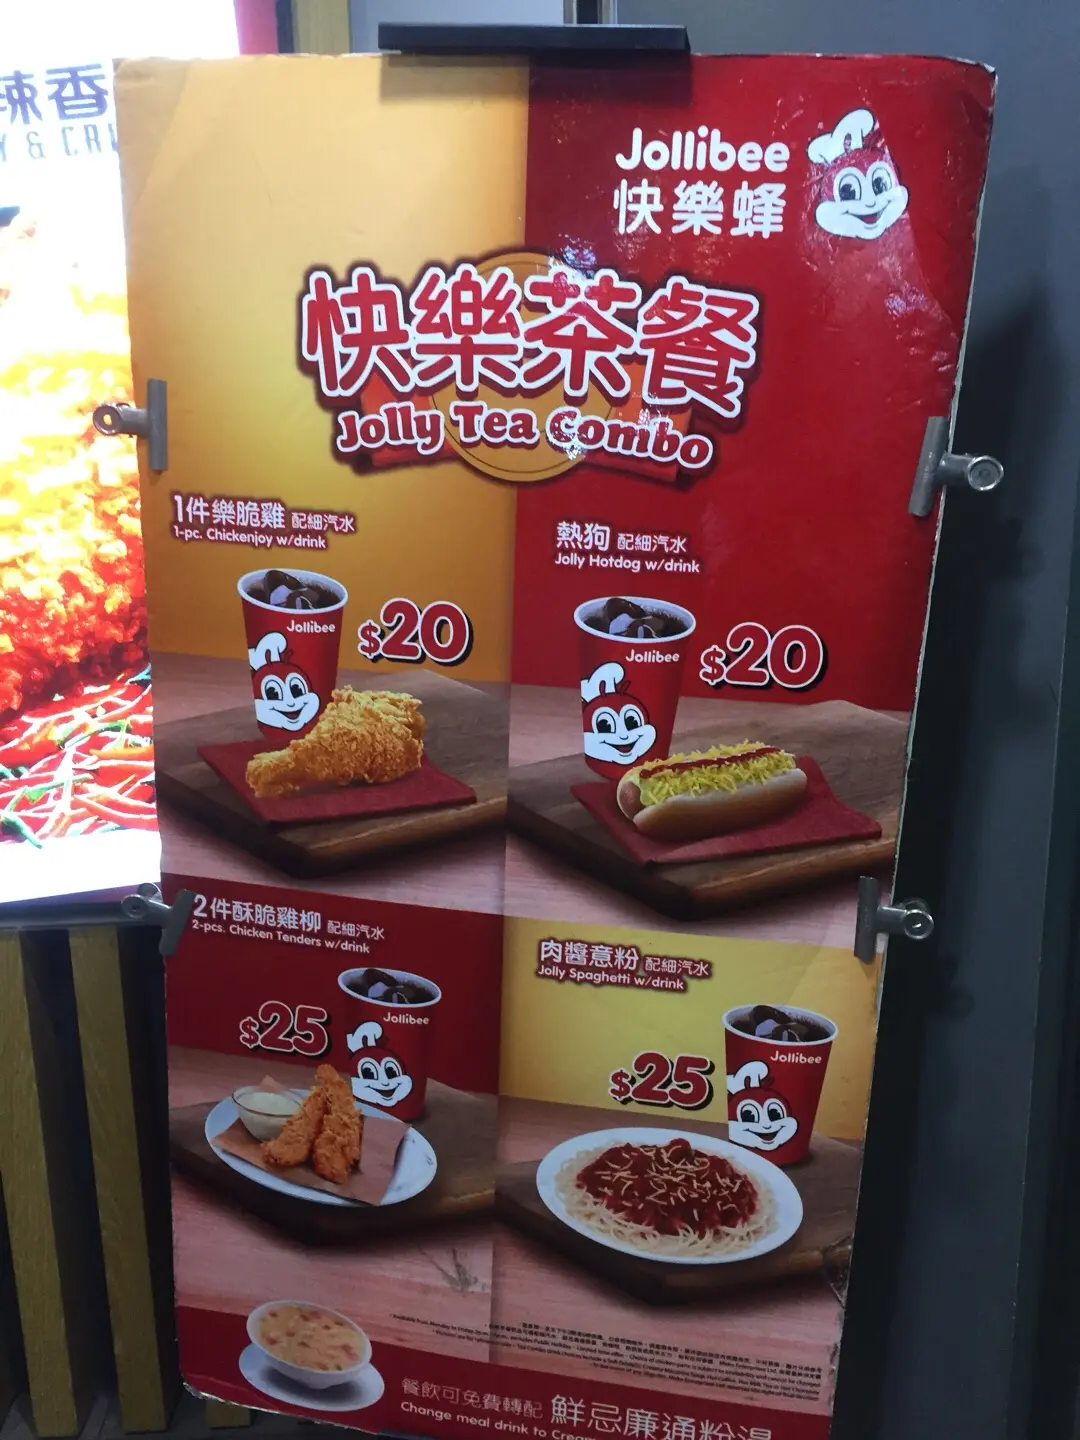 辣香
Y & CR
Jollibee
快樂蜂
快樂茶餐
Jolly Tea Combo
1件樂脆雞 配細汽水
1-pc. Chickenjoy w/drink
Jollibee
$20
熱狗 配細汽水
Jolly Hotdog w/drink
Jollibee
$20
2件酥脆雞柳 配細汽水
2-pcs. Chicken Tenders w/drink
Jollibee
$25
肉醬意粉 配細汽水
Jolly Spaghetti w/drink
Jollibee
$25
餐飲可免費轉配 鮮忌廉通粉湯
Change meal drink to Cream